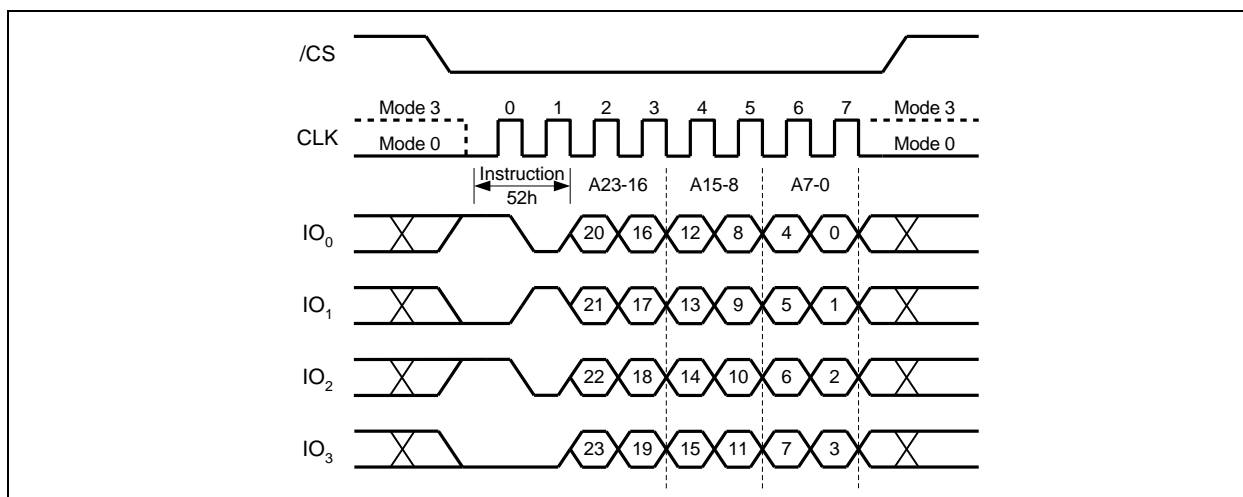 /CS
Mode 3 0 1 2 3 4 5 6 7 Mode 3
CLK
Mode 0 Mode 0
Instruction A23-16 A15-8 A7-0
52h
IO0 20 16 12 8 4 0
IO1 21 17 13 9 5 1
IO2 22 18 14 10 6 2
IO3 23 19 15 11 7 3